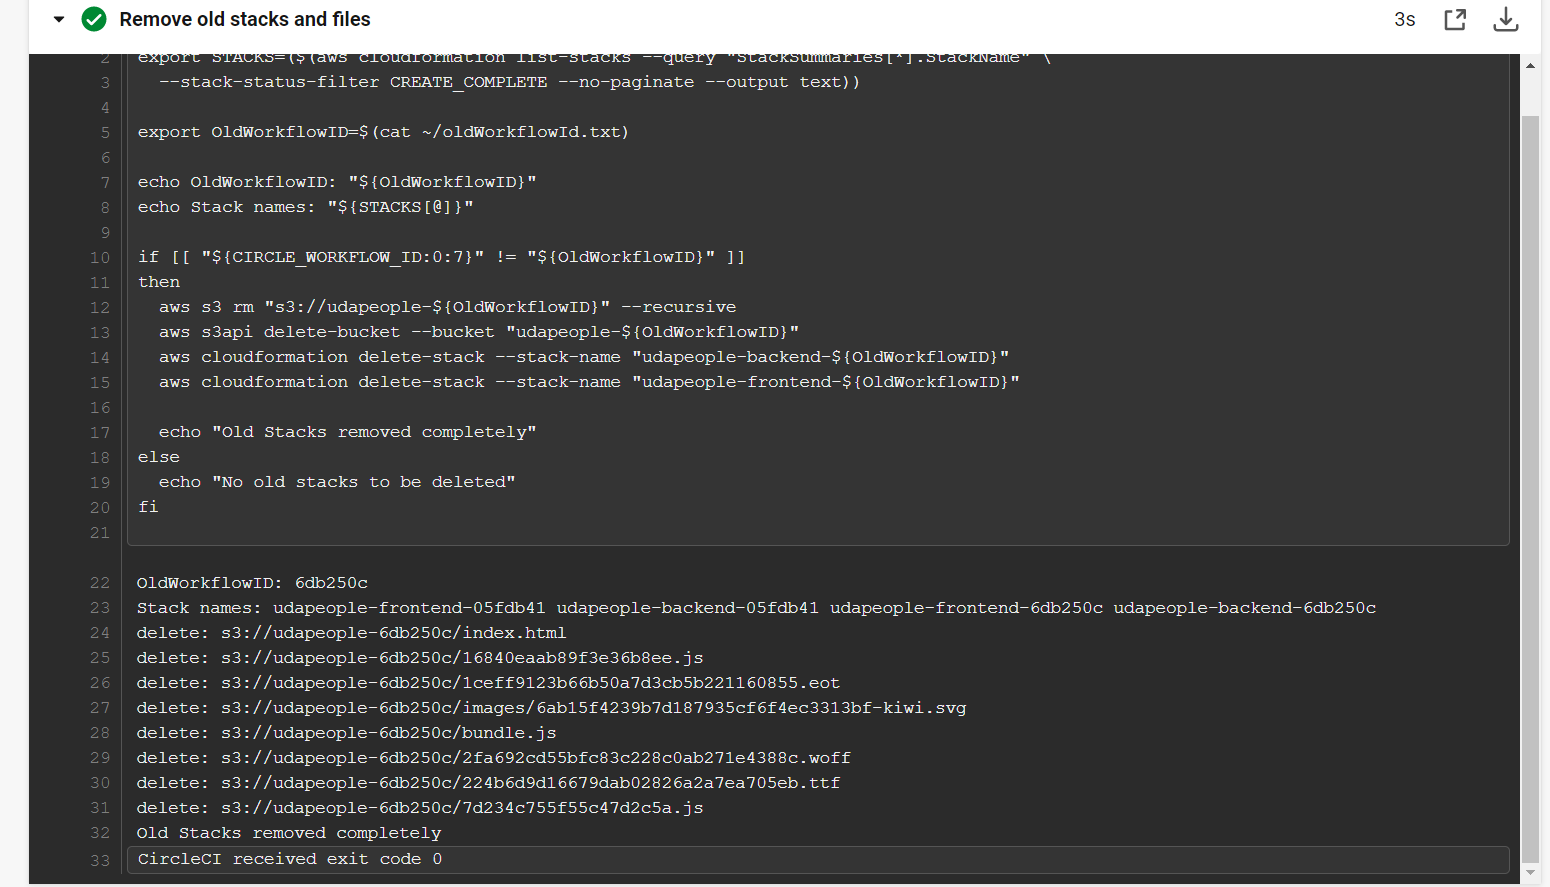 Remove old stacks and files
3s
2 export STACKS=($(aws cloudformation list-stacks --query "StackSummaries[*].StackName" \
3   --stack-status-filter CREATE_COMPLETE --no-paginate --output text))
4
5 export OldWorkflowID=$(cat ~/oldWorkflowId.txt)
6
7 echo OldWorkflowID: "${OldWorkflowID}"
8 echo Stack names: "${STACKS[@]}"
9
10 if [[ "${CIRCLE_WORKFLOW_ID:0:7}" != "${OldWorkflowID}" ]]
11 then
12   aws s3 rm "s3://udapeople-${OldWorkflowID}" --recursive
13   aws s3api delete-bucket --bucket "udapeople-${OldWorkflowID}"
14   aws cloudformation delete-stack --stack-name "udapeople-backend-${OldWorkflowID}"
15   aws cloudformation delete-stack --stack-name "udapeople-frontend-${OldWorkflowID}"
16
17   echo "Old Stacks removed completely"
18 else
19   echo "No old stacks to be deleted"
20 fi
21
22 OldWorkflowID: 6db250c
23 Stack names: udapeople-frontend-05fdb41 udapeople-backend-05fdb41 udapeople-frontend-6db250c udapeople-backend-6db250c
24 delete: s3://udapeople-6db250c/index.html
25 delete: s3://udapeople-6db250c/16840eaab89f3e36b8ee.js
26 delete: s3://udapeople-6db250c/1ceff9123b66b50a7d3cb5b221160855.eot
27 delete: s3://udapeople-6db250c/images/6ab15f4239b7d187935cf6f4ec3313bf-kiwi.svg
28 delete: s3://udapeople-6db250c/bundle.js
29 delete: s3://udapeople-6db250c/2fa692cd55bfc83c228c0ab271e4388c.woff
30 delete: s3://udapeople-6db250c/224b6d9d16679dab02826a2a7ea705eb.ttf
31 delete: s3://udapeople-6db250c/7d234c755f55c47d2c5a.js
32 Old Stacks removed completely
33 CircleCI received exit code 0